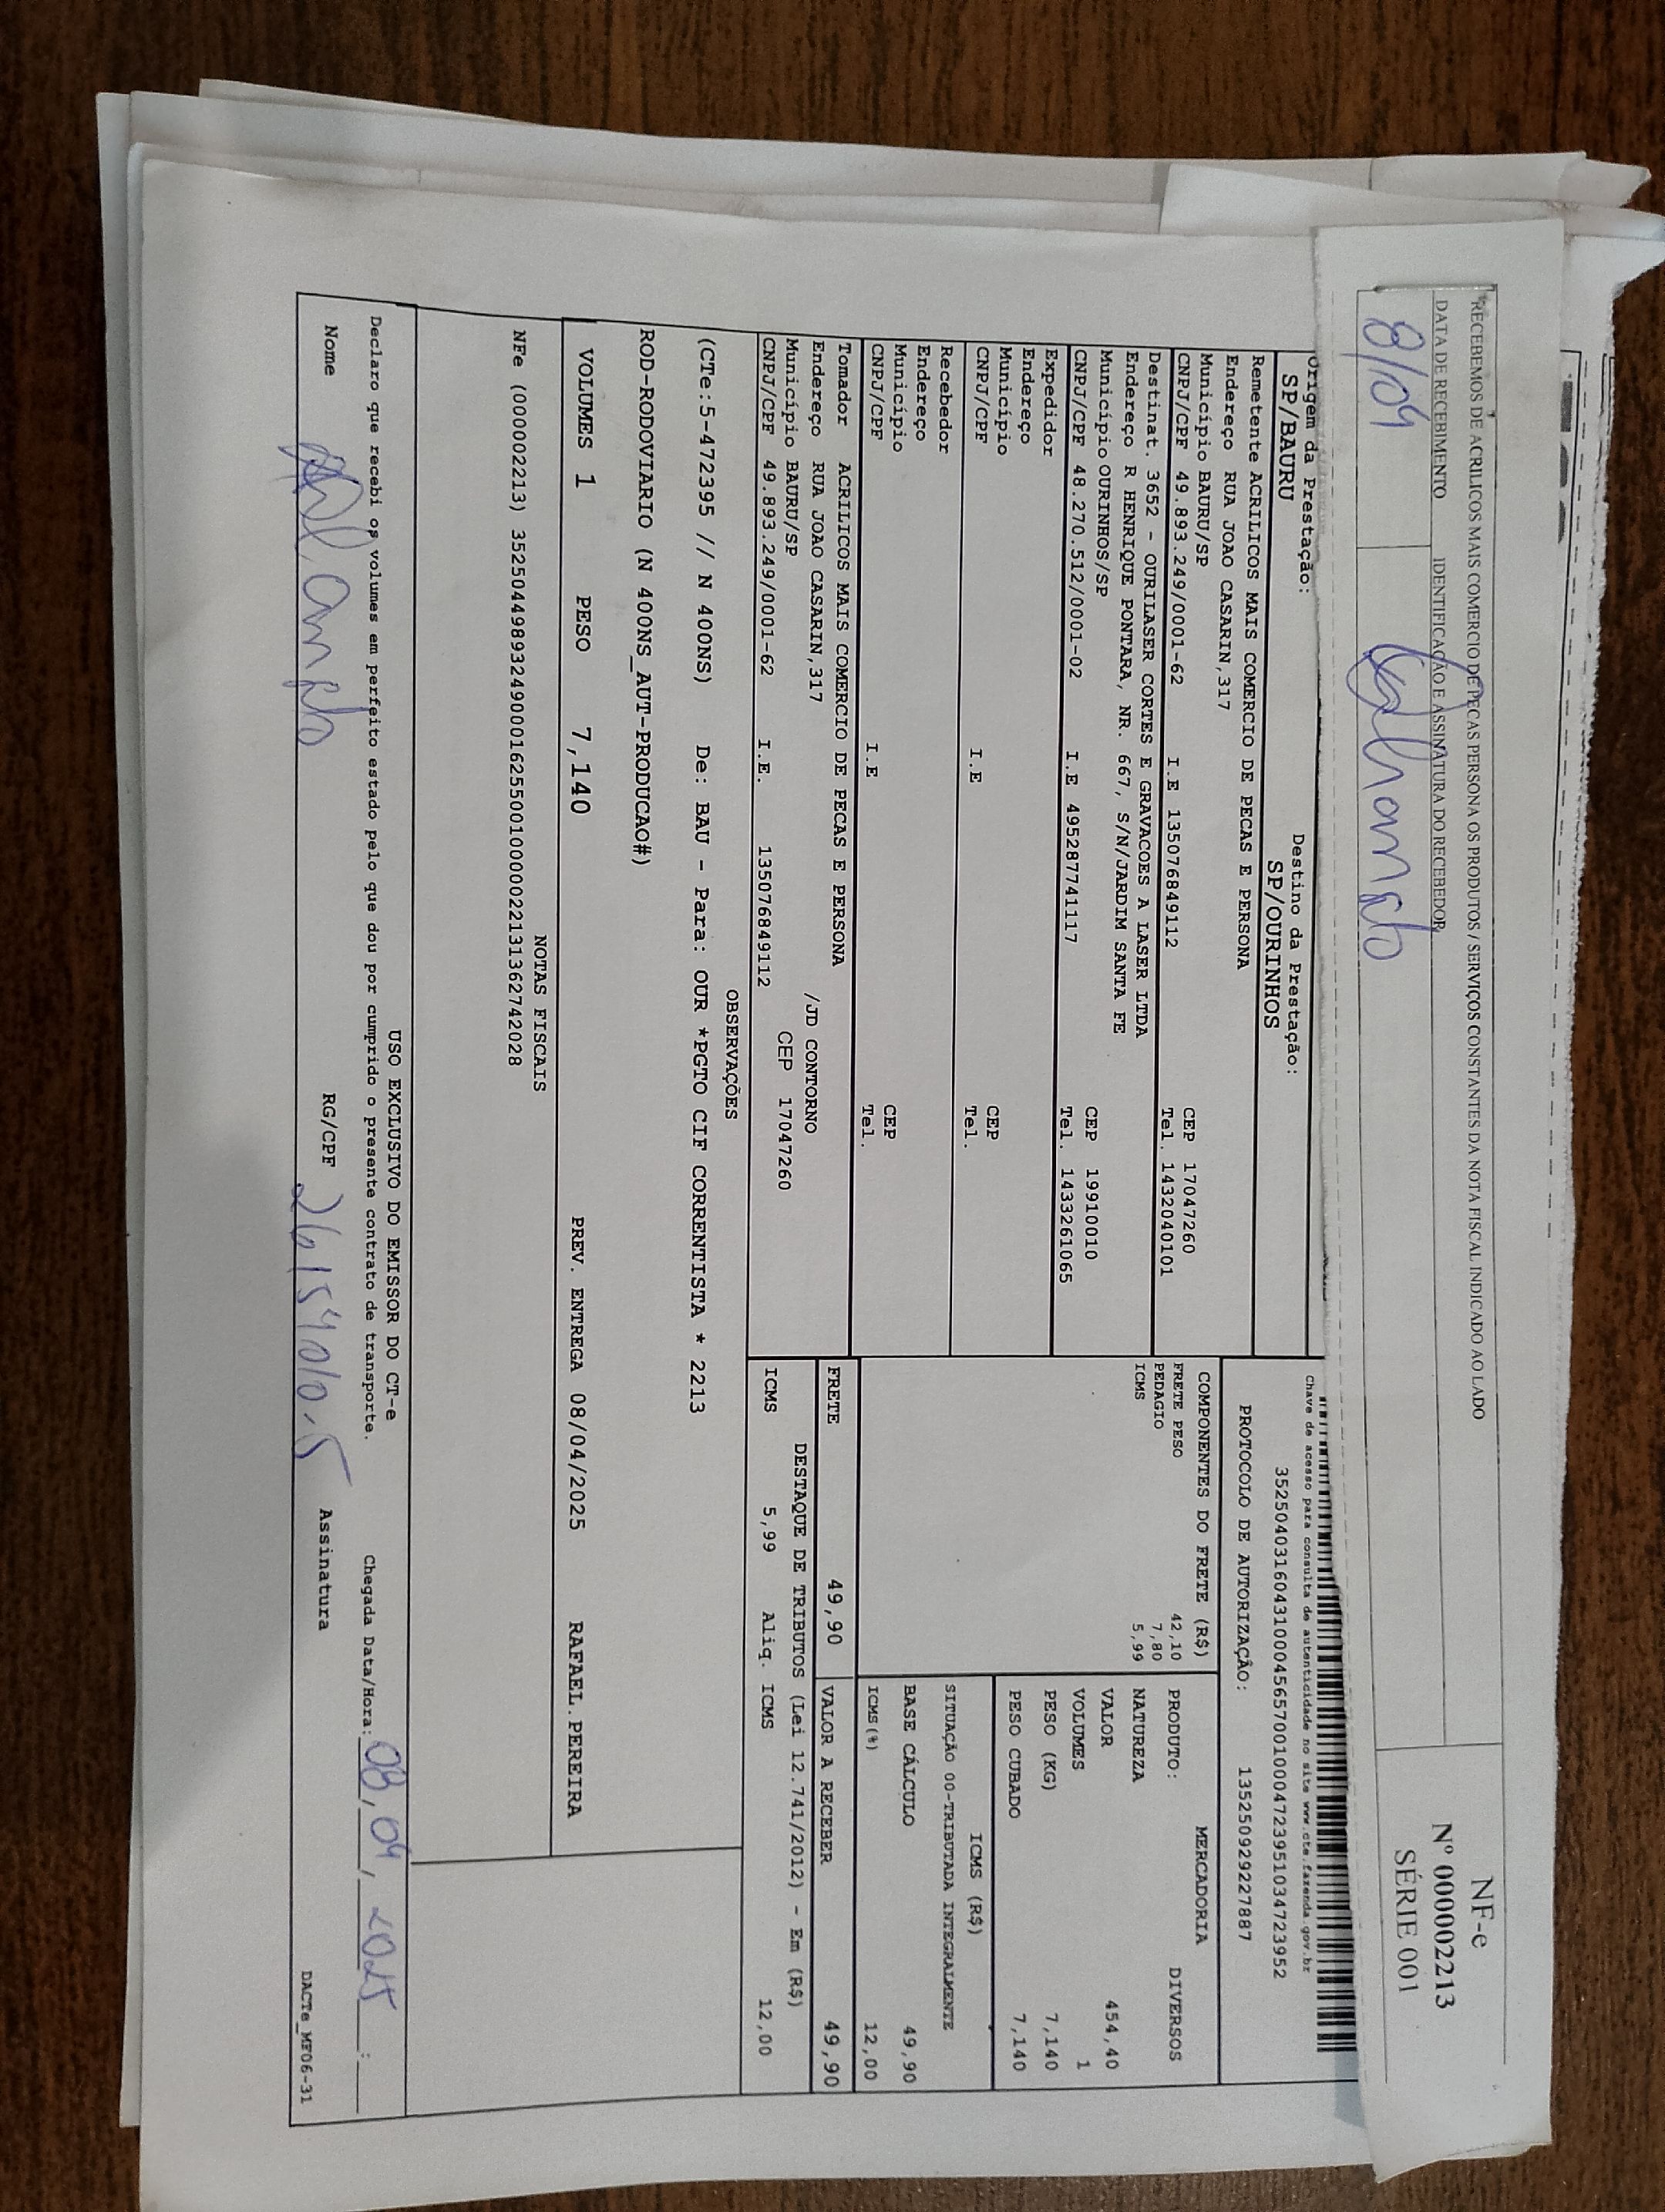 RECEBEMOS DE ACRILICOS MAIS COMERCIO DE PECAS PERSONA OS PRODUTOS / SERVIÇOS CONSTANTES DA NOTA FISCAL INDICADO AO LADO
DATA DE RECEBIMENTO IDENTIFICAÇÃO E ASSINATURA DO RECEBEDOR
8/04
NF-e
Nº 000002213
SÉRIE 001
Origem da Prestação: Destino da Prestação:
SP/BAURU SP/OURINHOS
Remetente ACRILICOS MAIS COMERCIO DE PECAS E PERSONA
Endereço RUA JOAO CASARIN,317
Município BAURU/SP CEP 17047260
CNPJ/CPF 49.893.249/0001-62 I.E 13507684911​2 Tel. 1432040101
Destinat. 3652 - OURILASER CORTES E GRAVACOES A LASER LTDA
Endereço R HENRIQUE PONTARA, NR. 667, S/N/JARDIM SANTA FE
Município OURINHOS/SP CEP 19910010
CNPJ/CPF 48.270.512/0001-02 I.E 495287741117 Tel. 1433261065
Expedidor
Endereço
Município CEP
CNPJ/CPF I.E Tel.
Recebedor
Endereço
Município CEP
CNPJ/CPF I.E Tel.
Tomador ACRILICOS MAIS COMERCIO DE PECAS E PERSONA
Endereço RUA JOAO CASARIN,317 /JD CONTORNO
Município BAURU/SP CEP 17047260
CNPJ/CPF 49.893.249/0001-62 I.E. 135076849112
Chave de acesso para consulta de autenticidade no site www.cte.fazenda.gov.br
35250403160431000456570010004723951034723952
PROTOCOLO DE AUTORIZAÇÃO: 135250929227887
COMPONENTES DO FRETE (R$)
FRETE PESO 42,10
PEDAGIO 7,80
ICMS 5,99
MERCADORIA
PRODUTO: DIVERSOS
NATUREZA
VALOR 454,40
VOLUMES 1
PESO (KG) 7,140
PESO CUBADO 7,140
ICMS (R$)
SITUAÇÃO 00-TRIBUTADA INTEGRALMENTE
BASE CÁLCULO 49,90
ICMS(%) 12,00
FRETE 49,90 VALOR A RECEBER 49,90
DESTAQUE DE TRIBUTOS (Lei 12.741/2012) - Em (R$)
ICMS 5,99 Aliq. ICMS 12,00
OBSERVAÇÕES
(CTe:5-472395 // N 400NS) De: BAU - Para: OUR *PGTO CIF CORRENTISTA * 2213
ROD-RODOVIARIO (N 400NS_AUT-PRODUCAO#)
VOLUMES 1 PESO 7,140 PREV. ENTREGA 08/04/2025 RAFAEL.PEREIRA
NOTAS FISCAIS
NFe (000002213) 35250449893249000162550010000022131362742028
USO EXCLUSIVO DO EMISSOR DO CT-e
Declaro que recebi os volumes em perfeito estado pelo que dou por cumprido o presente contrato de transporte. Chegada Data/Hora: 08/04/2025 :
Nome RG/CPF Assinatura
DACTe_MF06-31